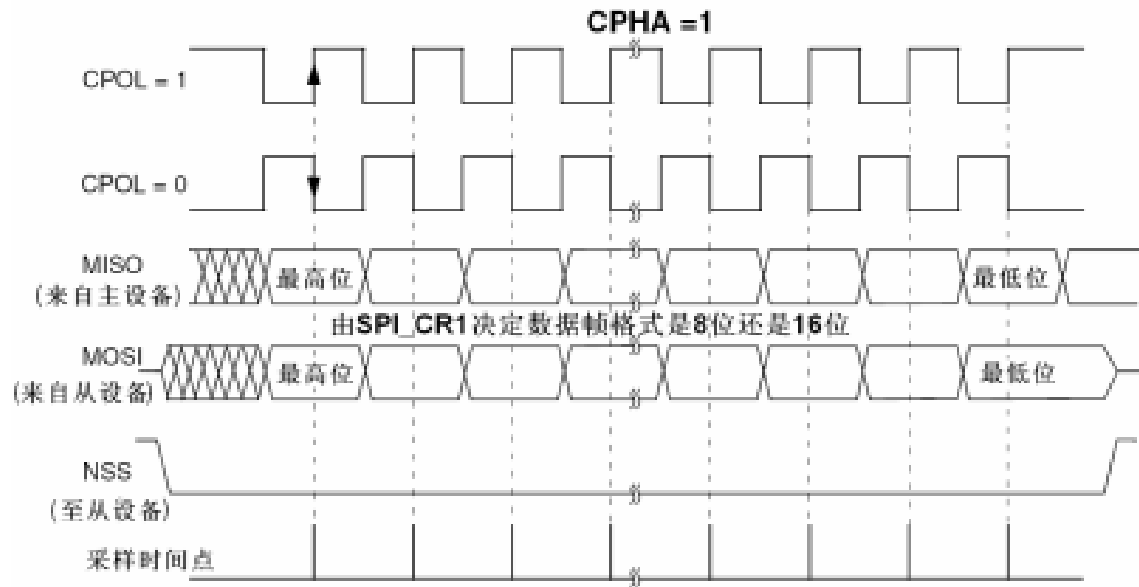 CPHA =1
CPOL = 1
CPOL = 0
MISO
(来自主设备)
最高位
最低位
由SPI_CR1决定数据帧格式是8位还是16位
MOSI
(来自从设备)
最高位
最低位
NSS
(至从设备)
采样时间点